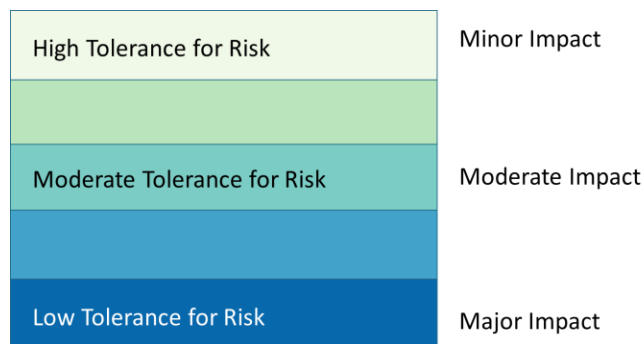 High Tolerance for Risk
Minor Impact
Moderate Tolerance for Risk
Moderate Impact
Low Tolerance for Risk
Major Impact